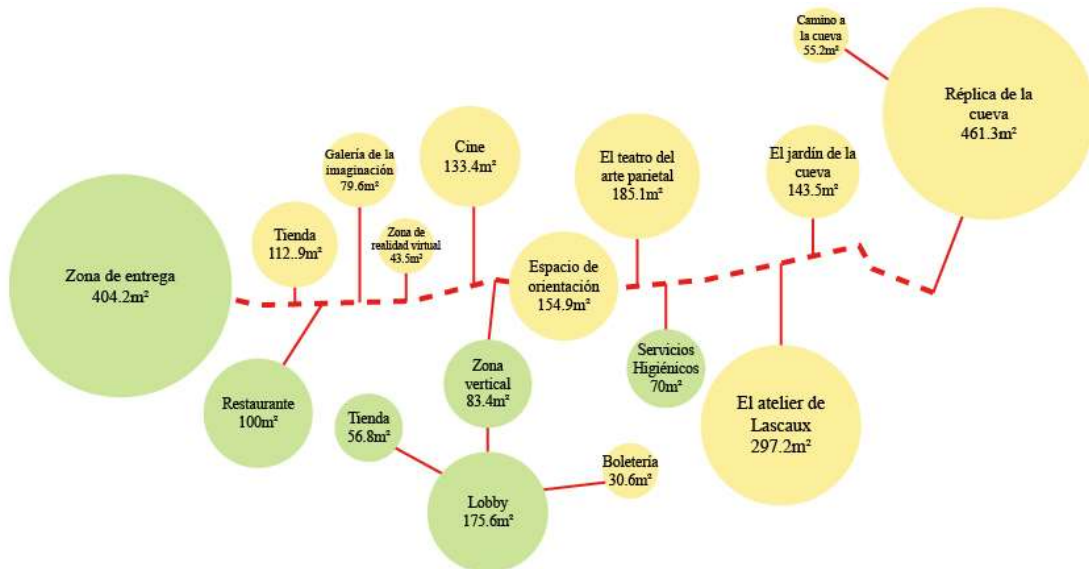 Camino a
la cueva
55.2m²
Réplica de la
cueva
461.3m²
Cine
133.4m²
Galería de la
imaginación
79.6m²
El teatro del
arte parietal
185.1m²
El jardín de la
cueva
143.5m²
Tienda
112..9m²
Zona de
realidad virtual
43.5m²
Zona de entrega
404.2m²
Espacio de
orientación
154.9m²
Restaurante
100m²
Zona
vertical
83.4m²
Servicios
Higiénicos
70m²
Tienda
56.8m²
El atelier de
Lascaux
297.2m²
Boletería
30.6m²
Lobby
175.6m²